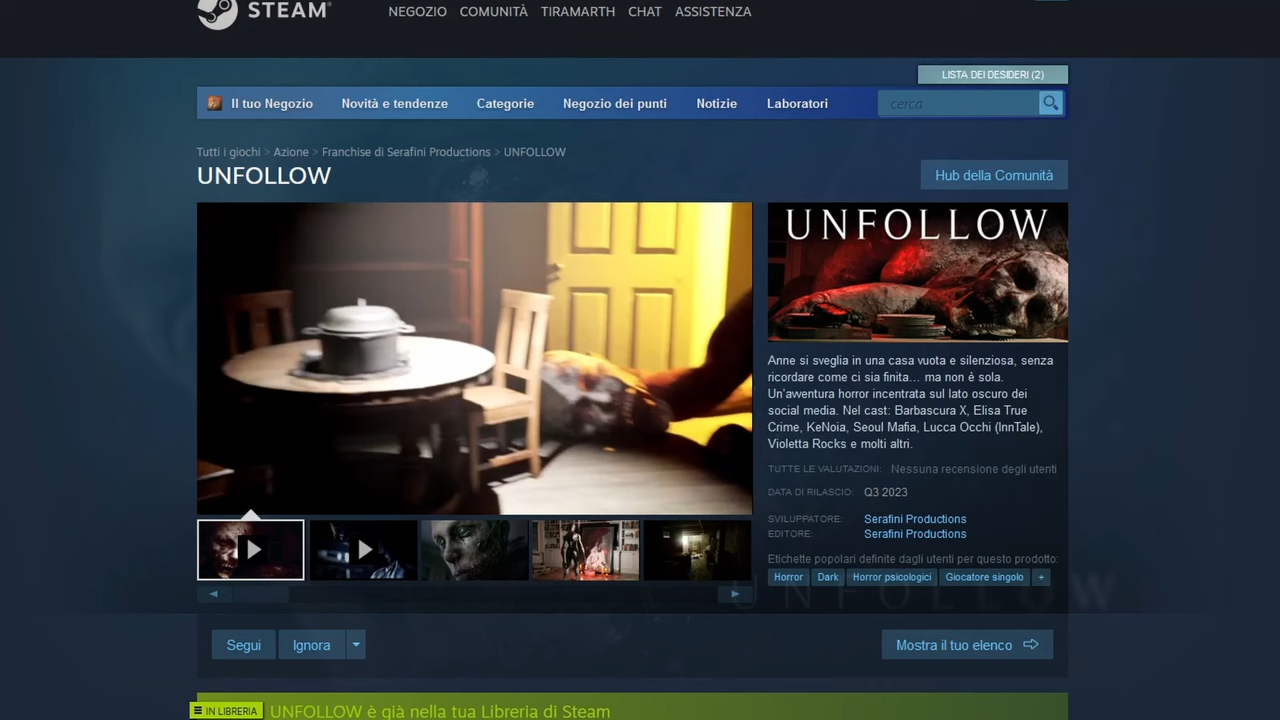 STEAM
NEGOZIO COMUNITÀ TIRAMARTH CHAT ASSISTENZA
LISTA DEI DESIDERI (2)
Il tuo Negozio Novità e tendenze Categorie Negozio dei punti Notizie Laboratori cerca
Tutti i giochi > Azione > Franchise di Serafini Productions > UNFOLLOW
UNFOLLOW
Hub della Comunità
UNFOLLOW
Anne si sveglia in una casa vuota e silenziosa, senza
ricordare come ci sia finita… ma non è sola.
Un'avventura horror incentrata sul lato oscuro dei
social media. Nel cast: Barbascura X, Elisa True
Crime, KeNoia, Seoul Mafia, Lucca Occhi (InnTale),
Violetta Rocks e molti altri.
TUTTE LE VALUTAZIONI: Nessuna recensione degli utenti
DATA DI RILASCIO: Q3 2023
SVILUPPATORE: Serafini Productions
EDITORE: Serafini Productions
Etichette popolari definite dagli utenti per questo prodotto:
Horror Dark Horror psicologici Giocatore singolo +
UNFOLLOW
Segui Ignora Mostra il tuo elenco
IN LIBRERIA UNFOLLOW è già nella tua Libreria di Steam